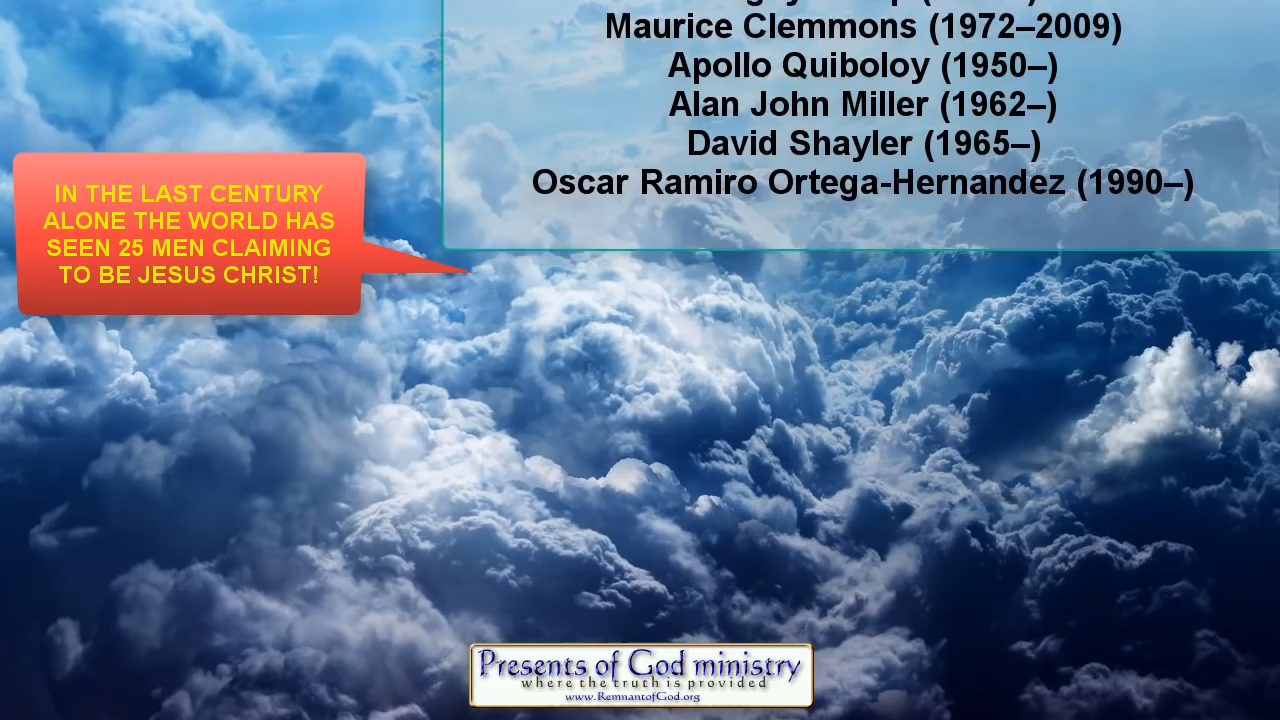 Maurice Clemmons (1972–2009)
Apollo Quiboloy (1950–)
Alan John Miller (1962–)
David Shayler (1965–)
Oscar Ramiro Ortega-Hernandez (1990–)
IN THE LAST CENTURY
ALONE THE WORLD HAS
SEEN 25 MEN CLAIMING
TO BE JESUS CHRIST!
Presents of God ministry
where the truth is provided
www.RemnantofGod.org